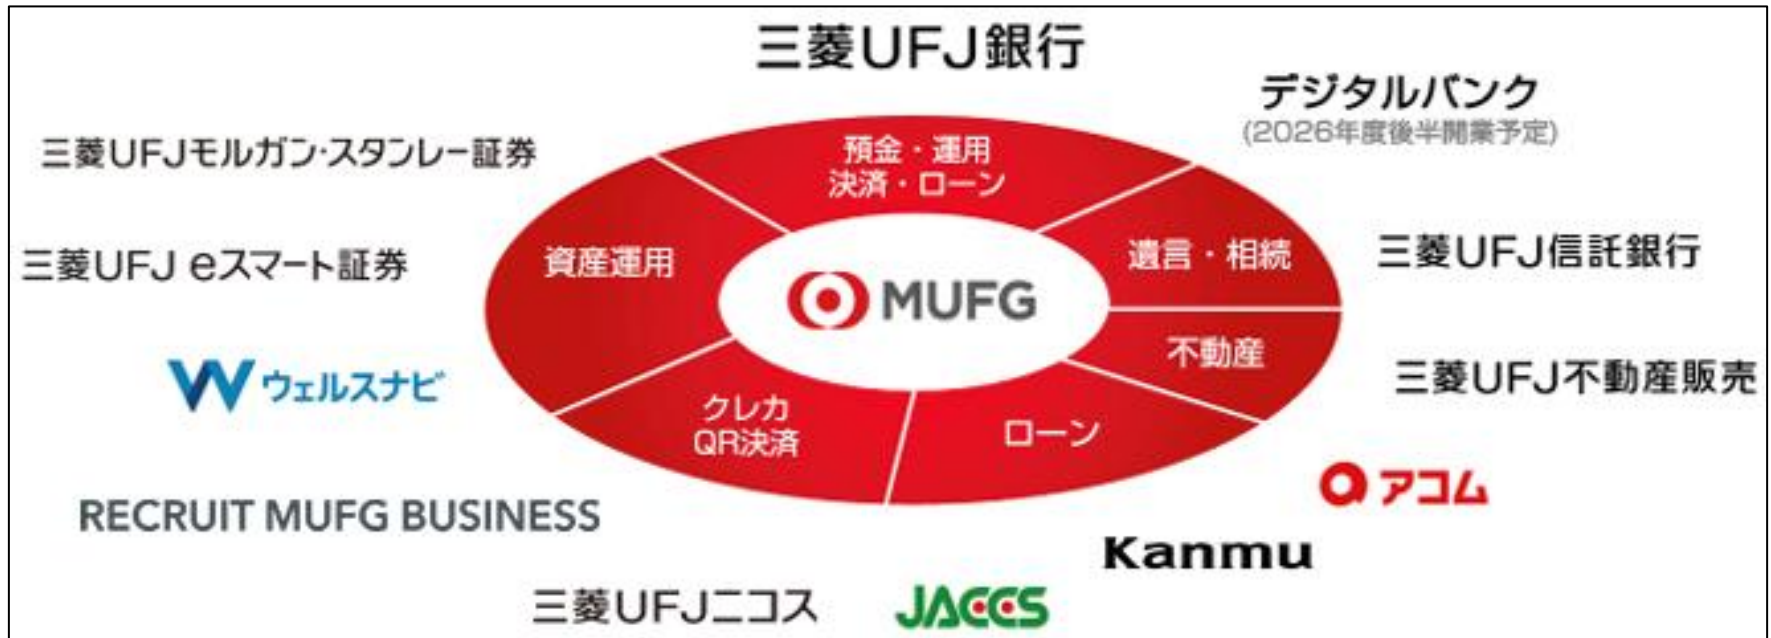 三菱UFJ銀行
デジタルバンク
(2026年度後半開業予定)
三菱UFJモルガン・スタンレー証券
預金・運用
決済・ローン
三菱UFJ eスマート証券
資産運用
遺言・相続
三菱UFJ信託銀行
MUFG
不動産
三菱UFJ不動産販売
ウェルスナビ
クレカ
QR決済
ローン
アコム
RECRUIT MUFG BUSINESS
Kanmu
三菱UFJニコス
JACCS